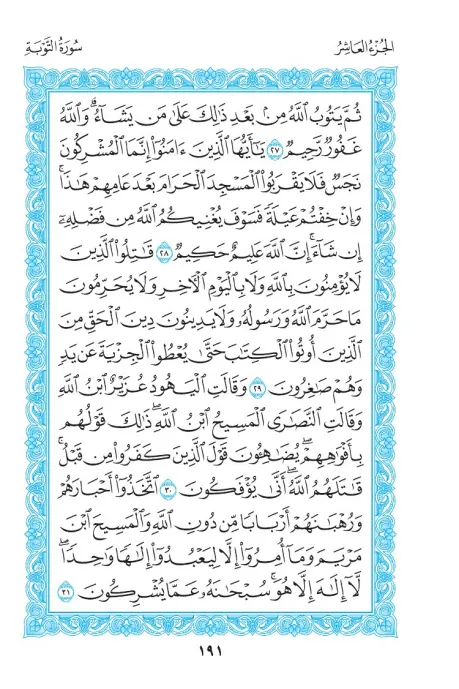 الجُزْءُ العَاشِرُ
سُورَةُ التَّوْبَةِ
ثُمَّ يَتُوبُ ٱللَّهُ مِنۢ بَعْدِ ذَٰلِكَ عَلَىٰ مَن يَشَآءُۗ وَٱللَّهُ
غَفُورٌ رَّحِيمٌ ٢٧ يَٰٓأَيُّهَا ٱلَّذِينَ ءَامَنُوٓا۟ إِنَّمَا ٱلْمُشْرِكُونَ
نَجَسٌ فَلَا يَقْرَبُوا۟ ٱلْمَسْجِدَ ٱلْحَرَامَ بَعْدَ عَامِهِمْ هَٰذَاۚ
وَإِنْ خِفْتُمْ عَيْلَةً فَسَوْفَ يُغْنِيكُمُ ٱللَّهُ مِن فَضْلِهِۦٓ
إِن شَآءَۚ إِنَّ ٱللَّهَ عَلِيمٌ حَكِيمٌ ٢٨ قَٰتِلُوا۟ ٱلَّذِينَ
لَا يُؤْمِنُونَ بِٱللَّهِ وَلَا بِٱلْيَوْمِ ٱلْءَاخِرِ وَلَا يُحَرِّمُونَ
مَا حَرَّمَ ٱللَّهُ وَرَسُولُهُۥ وَلَا يَدِينُونَ دِينَ ٱلْحَقِّ مِنَ
ٱلَّذِينَ أُوتُوا۟ ٱلْكِتَٰبَ حَتَّىٰ يُعْطُوا۟ ٱلْجِزْيَةَ عَن يَدٍ
وَهُمْ صَٰغِرُونَ ٢٩ وَقَالَتِ ٱلْيَهُودُ عُزَيْرٌ ٱبْنُ ٱللَّهِ
وَقَالَتِ ٱلنَّصَٰرَى ٱلْمَسِيحُ ٱبْنُ ٱللَّهِۖ ذَٰلِكَ قَوْلُهُم
بِأَفْوَٰهِهِمْۖ يُضَٰهِـُٔونَ قَوْلَ ٱلَّذِينَ كَفَرُوا۟ مِن قَبْلُۚ
قَٰتَلَهُمُ ٱللَّهُۖ أَنَّىٰ يُؤْفَكُونَ ٣٠ ٱتَّخَذُوٓا۟ أَحْبَارَهُمْ
وَرُهْبَٰنَهُمْ أَرْبَابًا مِّن دُونِ ٱللَّهِ وَٱلْمَسِيحَ ٱبْنَ
مَرْيَمَ وَمَآ أُمِرُوٓا۟ إِلَّا لِيَعْبُدُوٓا۟ إِلَٰهًا وَٰحِدًاۖ
لَّآ إِلَٰهَ إِلَّا هُوَۚ سُبْحَٰنَهُۥ عَمَّا يُشْرِكُونَ ٣١
١٩١